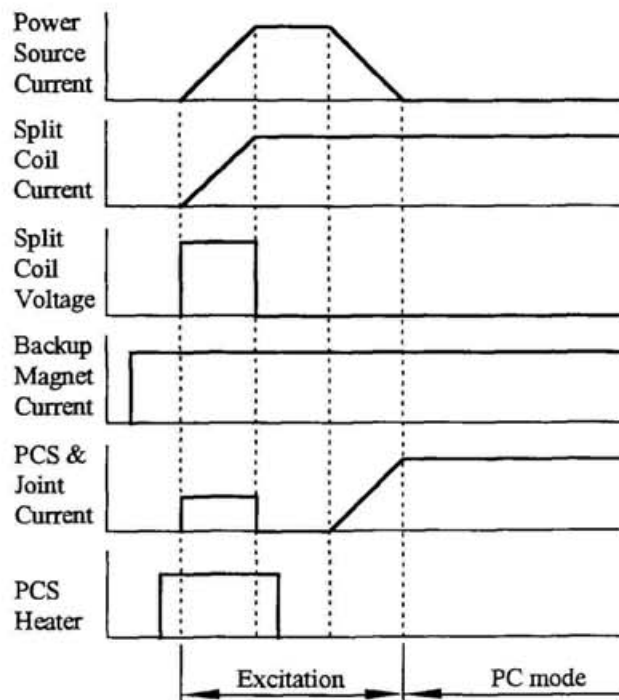 Power
Source
Current
Split
Coil
Current
Split
Coil
Voltage
Backup
Magnet
Current
PCS &
Joint
Current
PCS
Heater
Excitation
PC mode